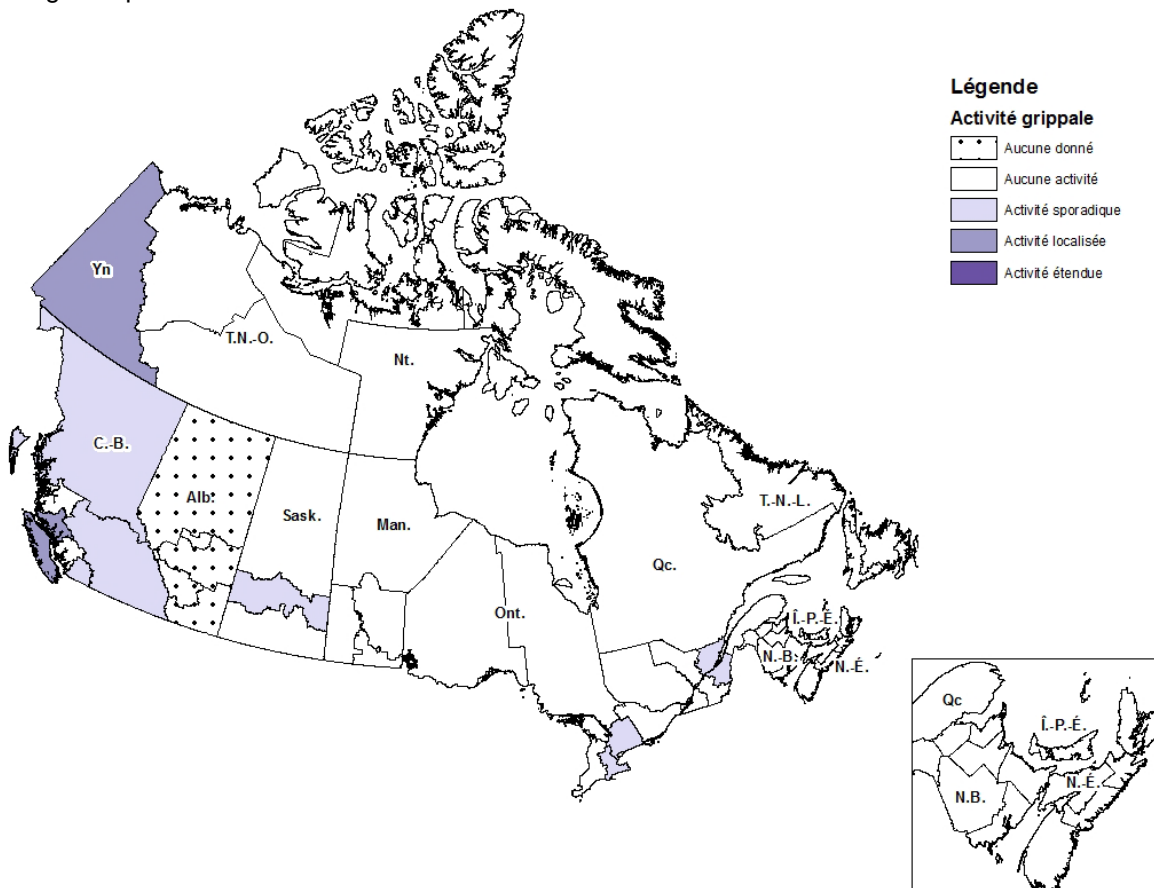 Légende
Activité grippale
Aucune donné
Aucune activité
Activité sporadique
Activité localisée
Activité étendue
Yn
T.N.-O.
Nt.
C.-B.
Alb.
Sask.
Man.
Ont.
Qc.
T.-N.-L.
Î.-P.-É.
N.-B.
N.-É.
Qc
Î.-P.-É.
N.-É.
N.B.